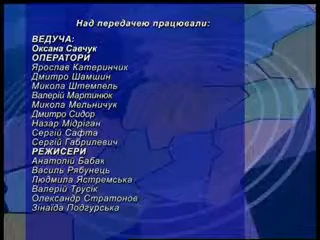 Над передачею працювали:
ВЕДУЧА:
Оксана Савчук
ОПЕРАТОРИ
Ярослав Катеринчик
Дмитро Шамшин
Микола Штемпель
Валерій Мартинюк
Микола Мельничук
Дмитро Сидор
Назар Мідріган
Сергій Сафта
Сергій Габрилевич
РЕЖИСЕРИ
Анатолій Бабак
Василь Рябунець
Людмила Ястремська
Валерій Трусік
Олександр Стратонов
Зінаїда Подгурська